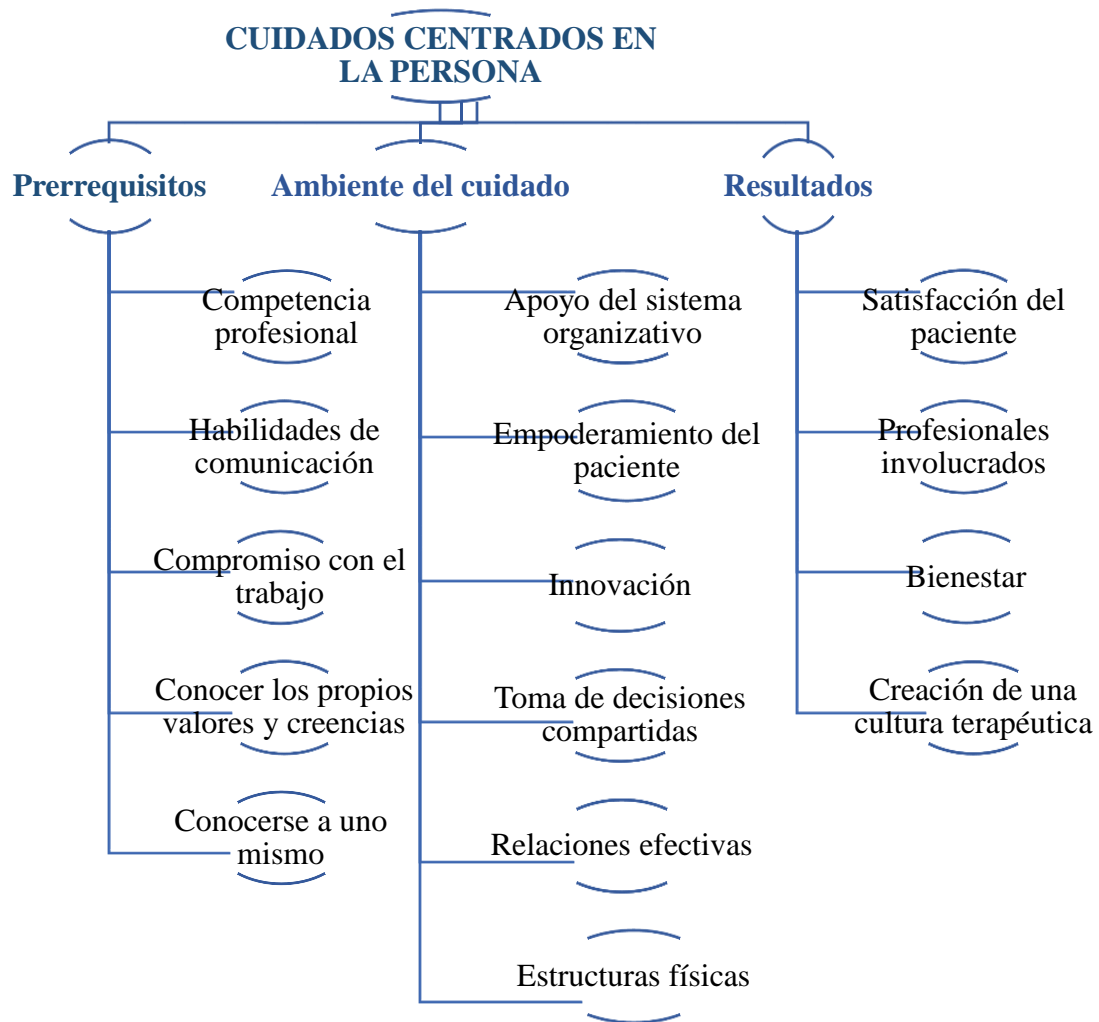 CUIDADOS CENTRADOS EN
LA PERSONA
Prerrequisitos
Ambiente del cuidado
Resultados
Competencia
profesional
Habilidades de
comunicación
Compromiso con el
trabajo
Conocer los propios
valores y creencias
Conocerse a uno
mismo
Apoyo del sistema
organizativo
Empoderamiento del
paciente
Innovación
Toma de decisiones
compartidas
Relaciones efectivas
Estructuras físicas
Satisfacción del
paciente
Profesionales
involucrados
Bienestar
Creación de una
cultura terapéutica